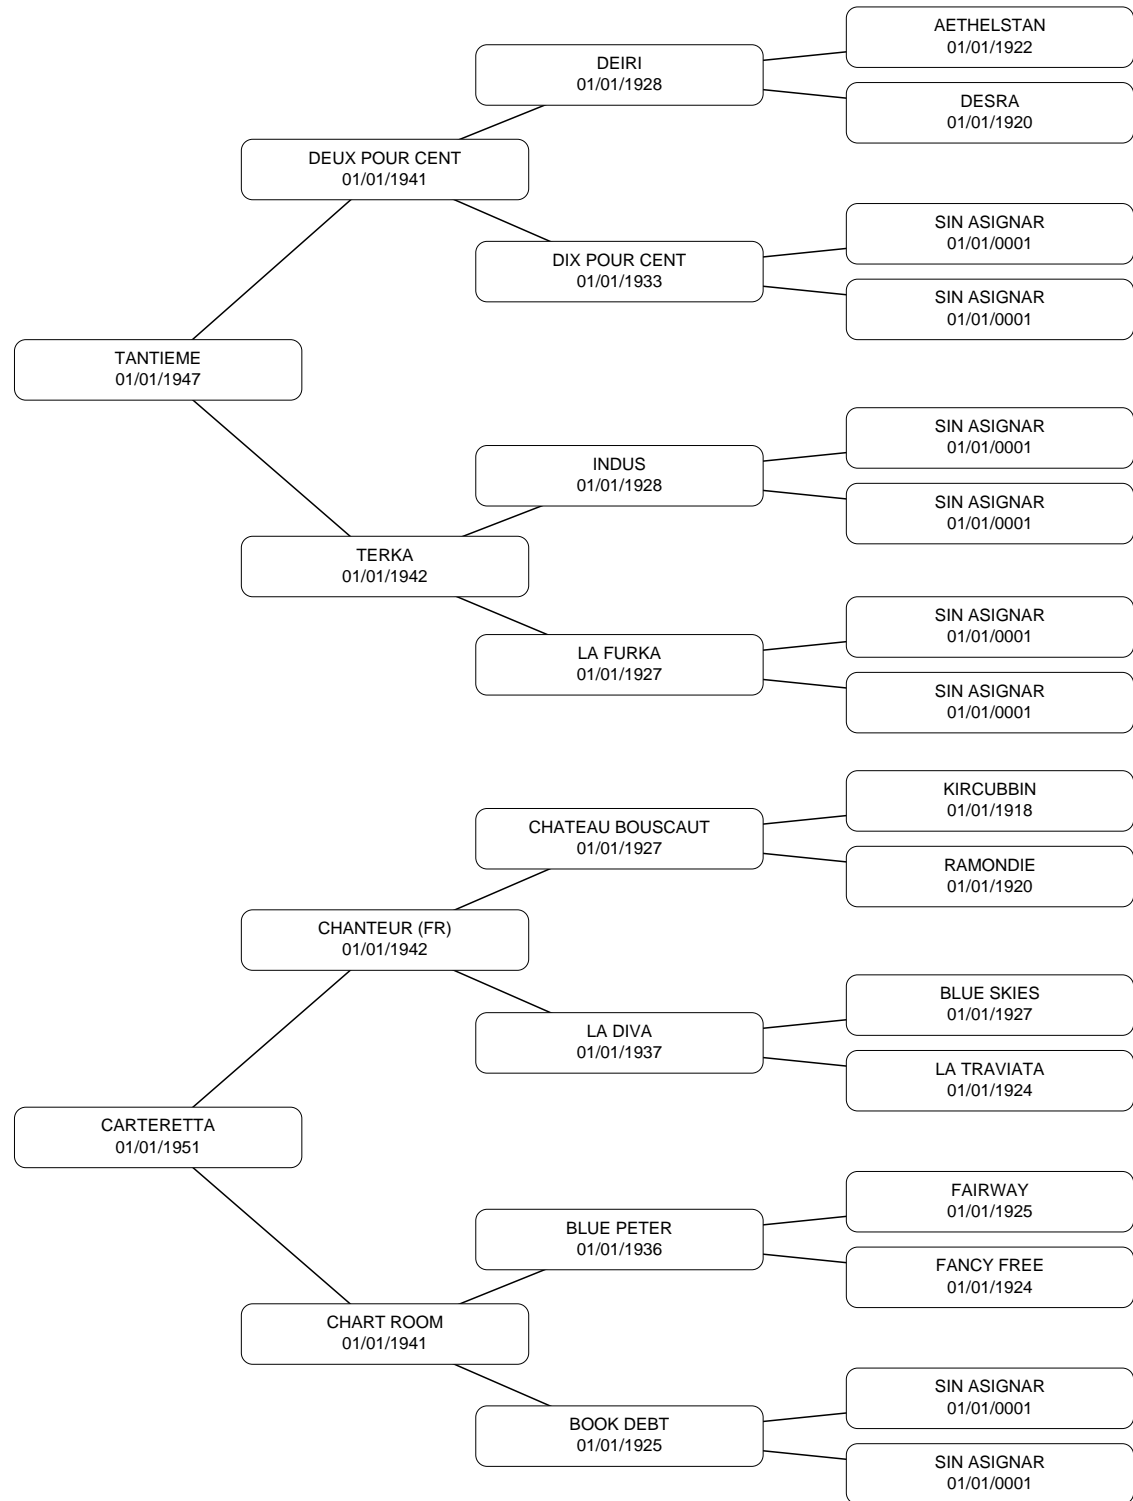 AETHELSTAN
01/01/1922
DEIRI
01/01/1928
DESRA
01/01/1920
DEUX POUR CENT
01/01/1941
SIN ASIGNAR
01/01/0001
DIX POUR CENT
01/01/1933
SIN ASIGNAR
01/01/0001
TANTIEME
01/01/1947
SIN ASIGNAR
01/01/0001
INDUS
01/01/1928
SIN ASIGNAR
01/01/0001
TERKA
01/01/1942
SIN ASIGNAR
01/01/0001
LA FURKA
01/01/1927
SIN ASIGNAR
01/01/0001
KIRCUBBIN
01/01/1918
CHATEAU BOUSCAUT
01/01/1927
RAMONDIE
01/01/1920
CHANTEUR (FR)
01/01/1942
BLUE SKIES
01/01/1927
LA DIVA
01/01/1937
LA TRAVIATA
01/01/1924
CARTERETTA
01/01/1951
FAIRWAY
01/01/1925
BLUE PETER
01/01/1936
FANCY FREE
01/01/1924
CHART ROOM
01/01/1941
SIN ASIGNAR
01/01/0001
BOOK DEBT
01/01/1925
SIN ASIGNAR
01/01/0001